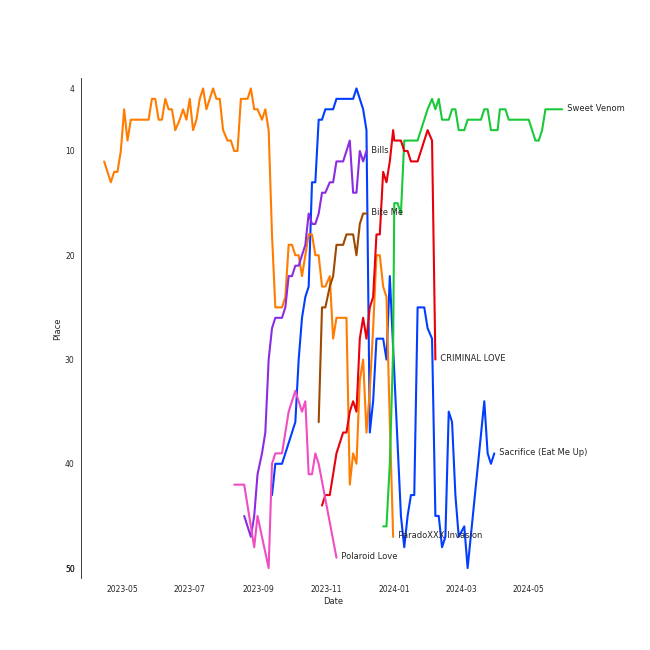 4
Sweet Venom
10
Bills
Bite Me
20
Place
30
CRIMINAL LOVE
40
Sacrifice (Eat Me Up)
ParadoXXX Invasion
Polaroid Love
50
2023-05
2023-07
2023-09
2023-11
2024-01
2024-03
2024-05
Date